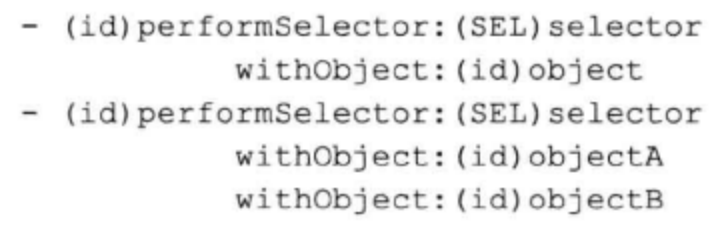 - (id)performSelector:(SEL)selector
withObject:(id)object
- (id)performSelector:(SEL)selector
withObject:(id)objectA
withObject:(id)objectB